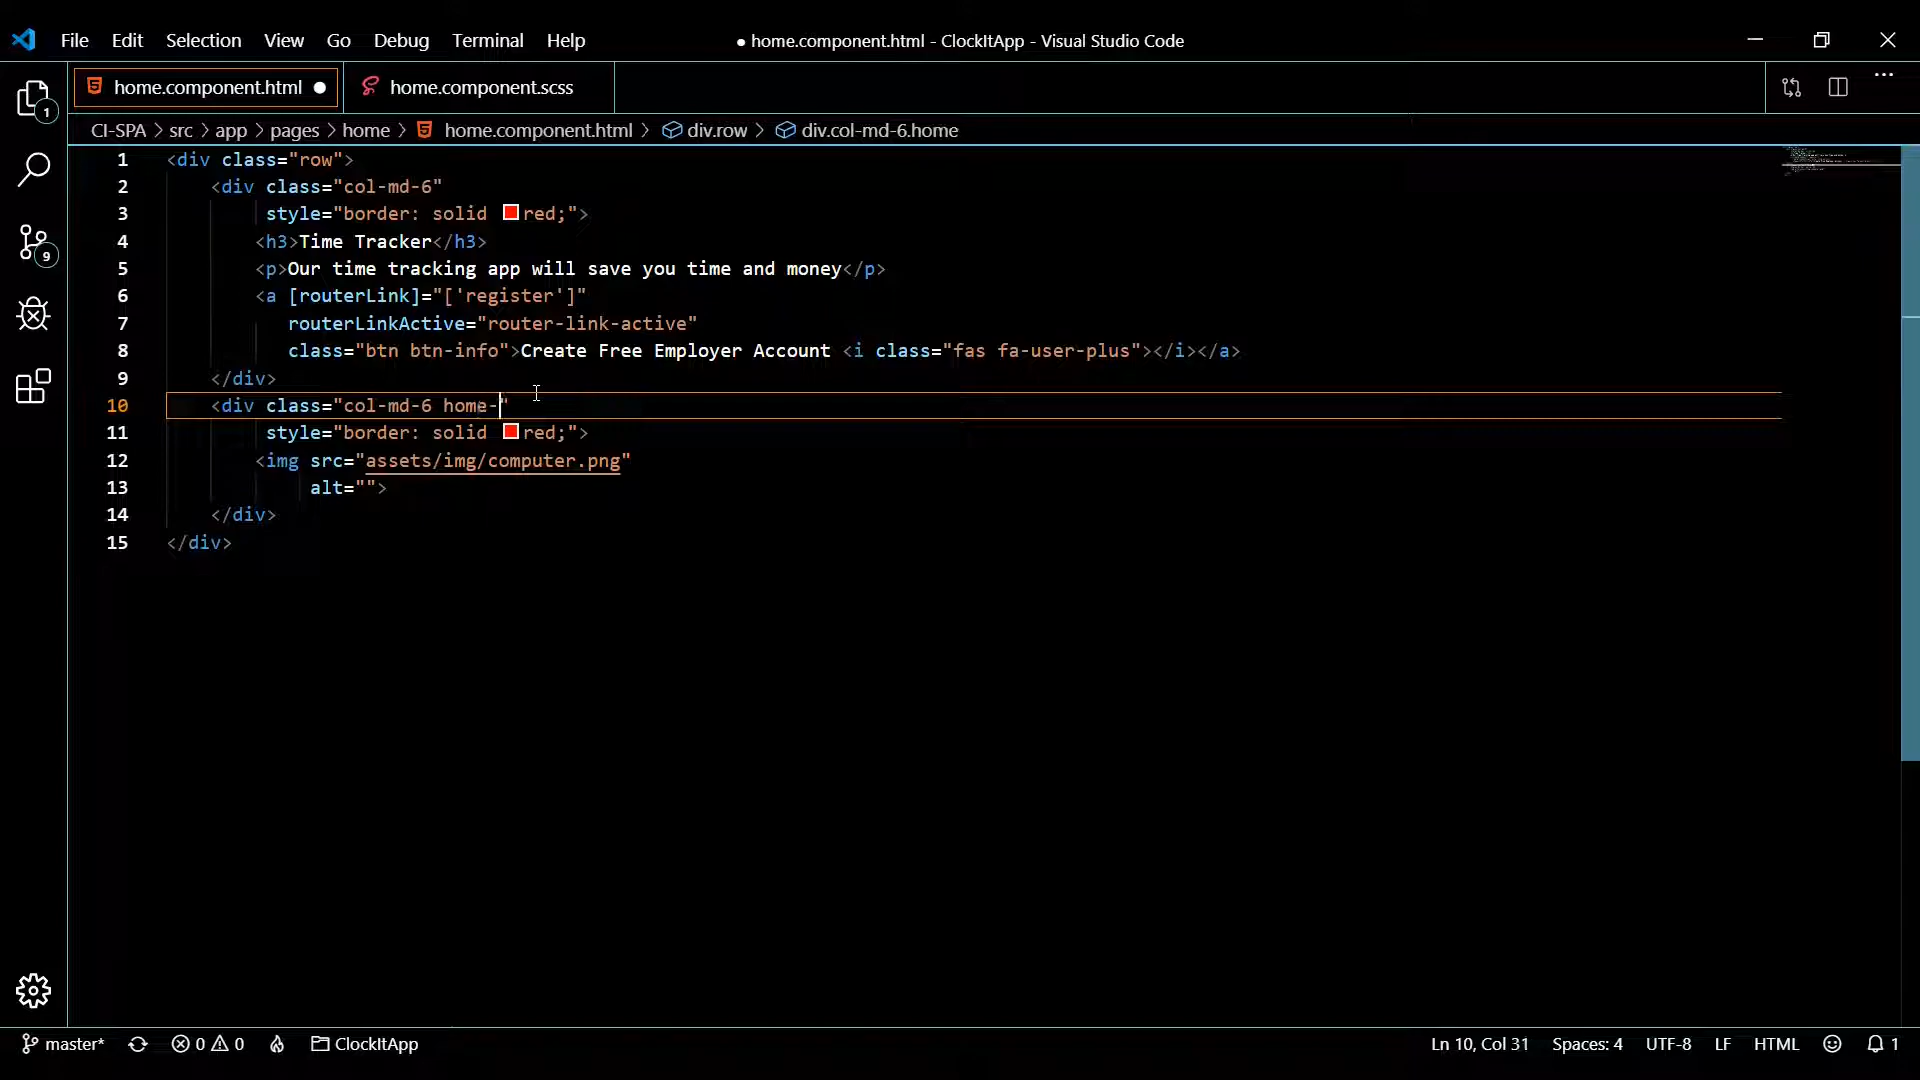 File Edit Selection View Go Debug Terminal Help
● home.component.html - ClockItApp - Visual Studio Code
home.component.html ●
home.component.scss
1
CI-SPA > src > app > pages > home > home.component.html > div.row > div.col-md-6.home
1 <div class="row">
2 <div class="col-md-6"
3 style="border: solid red;">
4 <h3>Time Tracker</h3>
5 <p>Our time tracking app will save you time and money</p>
6 <a [routerLink]="['register']"
7 routerLinkActive="router-link-active"
8 class="btn btn-info">Create Free Employer Account <i class="fas fa-user-plus"></i></a>
9 </div>
10 <div class="col-md-6 home-"
11 style="border: solid red;">
12 <img src="assets/img/computer.png"
13 alt="">
14 </div>
15 </div>
9
master* 0 0 ClockItApp
Ln 10, Col 31 Spaces: 4 UTF-8 LF HTML 1